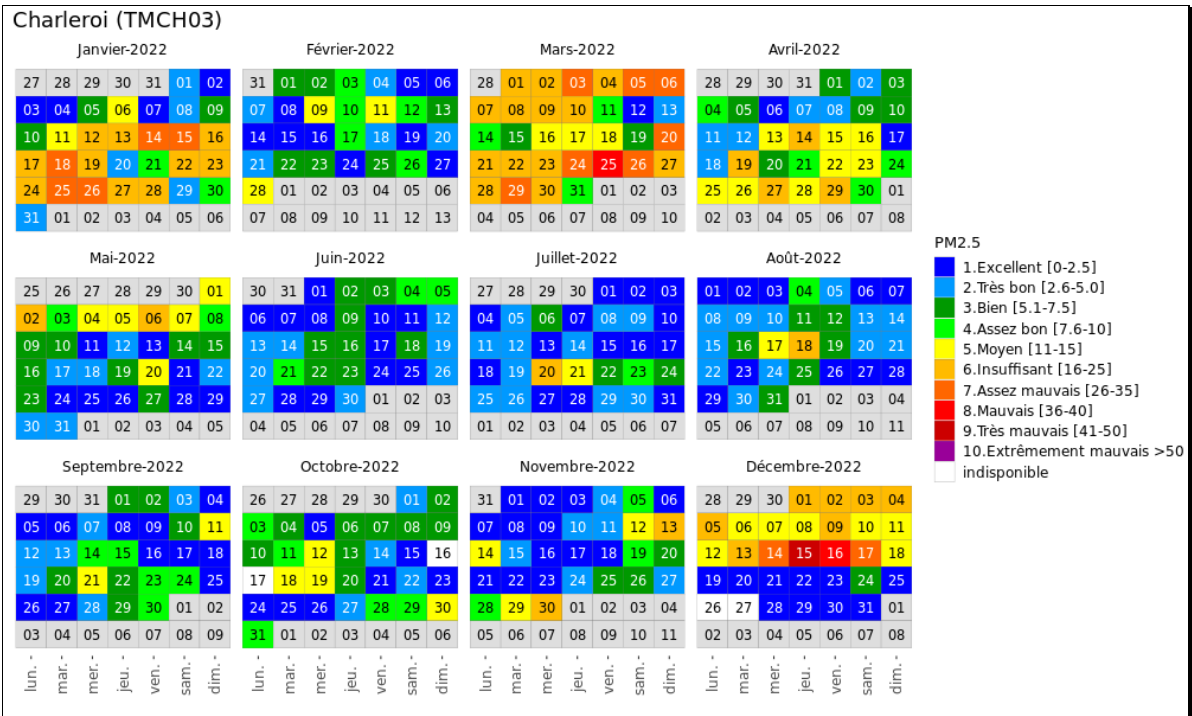 Charleroi (TMCH03)
Janvier-2022 Février-2022 Mars-2022 Avril-2022
27 28 29 30 31 01 02 31 01 02 03 04 05 06 28 01 02 03 04 05 06 28 29 30 31 01 02 03
03 04 05 06 07 08 09 07 08 09 10 11 12 13 07 08 09 10 11 12 13 04 05 06 07 08 09 10
10 11 12 13 14 15 16 14 15 16 17 18 19 20 14 15 16 17 18 19 20 11 12 13 14 15 16 17
17 18 19 20 21 22 23 21 22 23 24 25 26 27 21 22 23 24 25 26 27 18 19 20 21 22 23 24
24 25 26 27 28 29 30 28 01 02 03 04 05 06 28 29 30 31 01 02 03 25 26 27 28 29 30 01
31 01 02 03 04 05 06 07 08 09 10 11 12 13 04 05 06 07 08 09 10 02 03 04 05 06 07 08
Mai-2022 Juin-2022 Juillet-2022 Août-2022
25 26 27 28 29 30 01 30 31 01 02 03 04 05 27 28 29 30 01 02 03 01 02 03 04 05 06 07
02 03 04 05 06 07 08 06 07 08 09 10 11 12 04 05 06 07 08 09 10 08 09 10 11 12 13 14
09 10 11 12 13 14 15 13 14 15 16 17 18 19 11 12 13 14 15 16 17 15 16 17 18 19 20 21
16 17 18 19 20 21 22 20 21 22 23 24 25 26 18 19 20 21 22 23 24 22 23 24 25 26 27 28
23 24 25 26 27 28 29 27 28 29 30 01 02 03 25 26 27 28 29 30 31 29 30 31 01 02 03 04
30 31 01 02 03 04 05 04 05 06 07 08 09 10 01 02 03 04 05 06 07 05 06 07 08 09 10 11
Septembre-2022 Octobre-2022 Novembre-2022 Décembre-2022
29 30 31 01 02 03 04 26 27 28 29 30 01 02 31 01 02 03 04 05 06 28 29 30 01 02 03 04
05 06 07 08 09 10 11 03 04 05 06 07 08 09 07 08 09 10 11 12 13 05 06 07 08 09 10 11
12 13 14 15 16 17 18 10 11 12 13 14 15 16 14 15 16 17 18 19 20 12 13 14 15 16 17 18
19 20 21 22 23 24 25 17 18 19 20 21 22 23 21 22 23 24 25 26 27 19 20 21 22 23 24 25
26 27 28 29 30 01 02 24 25 26 27 28 29 30 28 29 30 01 02 03 04 26 27 28 29 30 31 01
03 04 05 06 07 08 09 31 01 02 03 04 05 06 05 06 07 08 09 10 11 02 03 04 05 06 07 08
lun. - mar. - mer. - jeu. - ven. - sam. - dim. - lun. - mar. - mer. - jeu. - ven. - sam. - dim. - lun. - mar. - mer. - jeu. - ven. - sam. - dim. - lun. - mar. - mer. - jeu. - ven. - sam. - dim. -
PM2.5
1.Excellent [0-2.5]
2.Très bon [2.6-5.0]
3.Bien [5.1-7.5]
4.Assez bon [7.6-10]
5.Moyen [11-15]
6.Insuffisant [16-25]
7.Assez mauvais [26-35]
8.Mauvais [36-40]
9.Très mauvais [41-50]
10.Extrêmement mauvais >50
indisponible